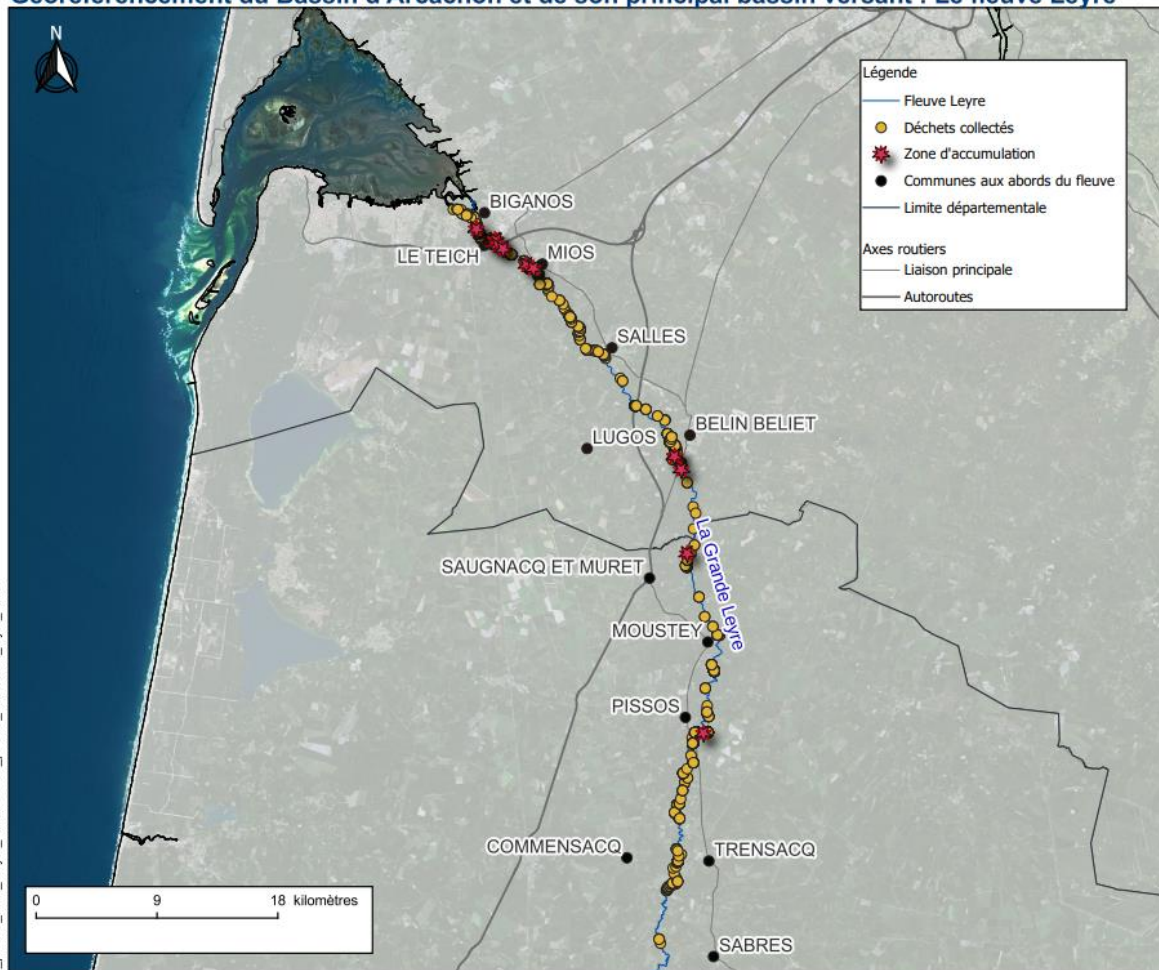 Géoréférencement du Bassin d'Arcachon et de son principal bassin versant : Le fleuve Leyre
N
Légende
Fleuve Leyre
Déchets collectés
Zone d'accumulation
Communes aux abords du fleuve
Limite départementale
Axes routiers
Liaison principale
Autoroutes
BIGANOS
LE TEICH
MIOS
SALLES
BELIN BELIET
LUGOS
La Grande Leyre
SAUGNACQ ET MURET
MOUSTEY
PISSOS
COMMENSACQ
TRENSACQ
SABRES
0 9 18 kilomètres